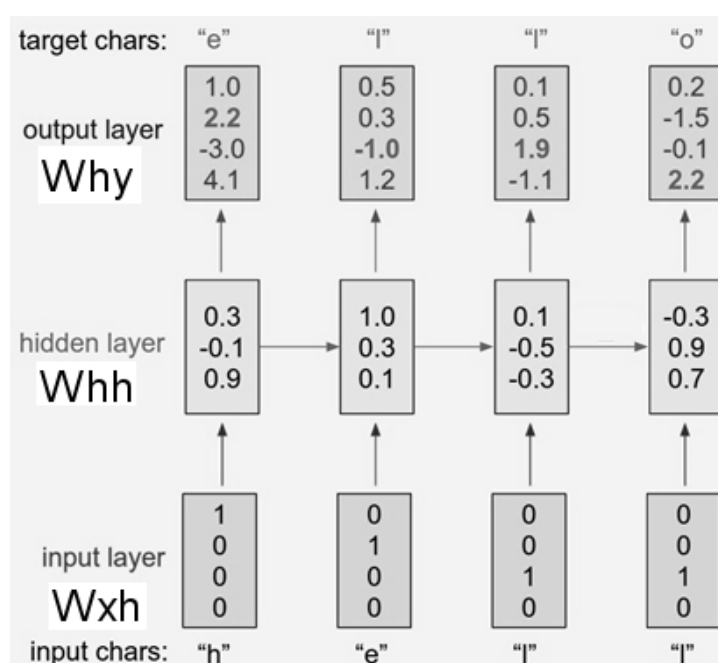 target chars: “e” “l” “l” “o”
1.0 0.5 0.1 0.2
2.2 0.3 0.5 -1.5
-3.0 -1.0 1.9 -0.1
4.1 1.2 -1.1 2.2
output layer
Why
0.3 1.0 0.1 -0.3
-0.1 0.3 -0.5 0.9
0.9 0.1 -0.3 0.7
hidden layer
Whh
1 0 0 0
0 1 0 0
0 0 1 1
0 0 0 0
input layer
Wxh
input chars: “h” “e” “l” “l”